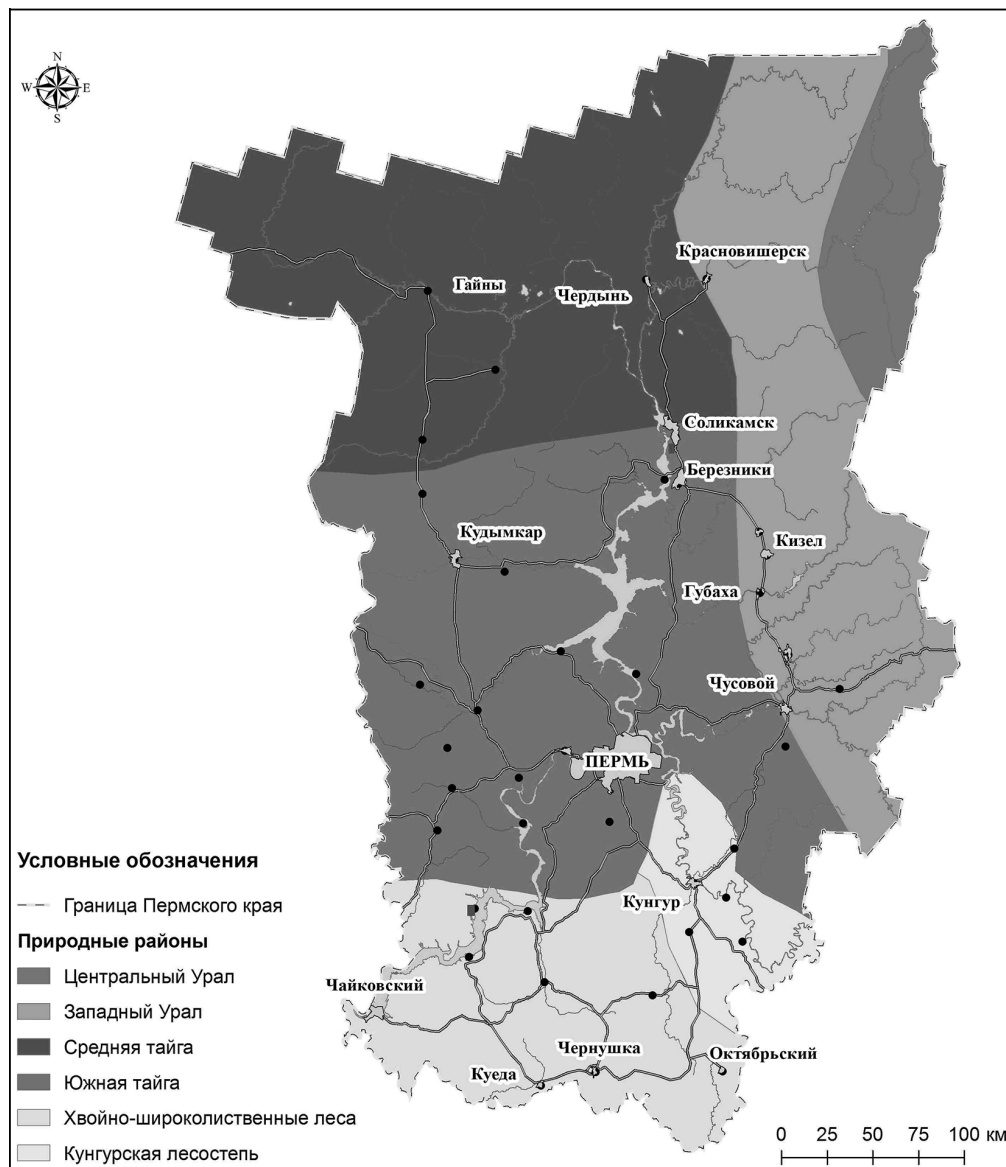 N
W E
S
Красновишерск
Гайны
Чердынь
Соликамск
Березники
Кудымкар
Кизел
Губаха
Чусовой
ПЕРМЬ
Условные обозначения
Граница Пермского края
Природные районы
Центральный Урал
Западный Урал
Средняя тайга
Южная тайга
Хвойно-широколиственные леса
Кунгурская лесостепь
Кунгур
Чайковский
Чернушка
Октябрьский
Куеда
0 25 50 75 100 км